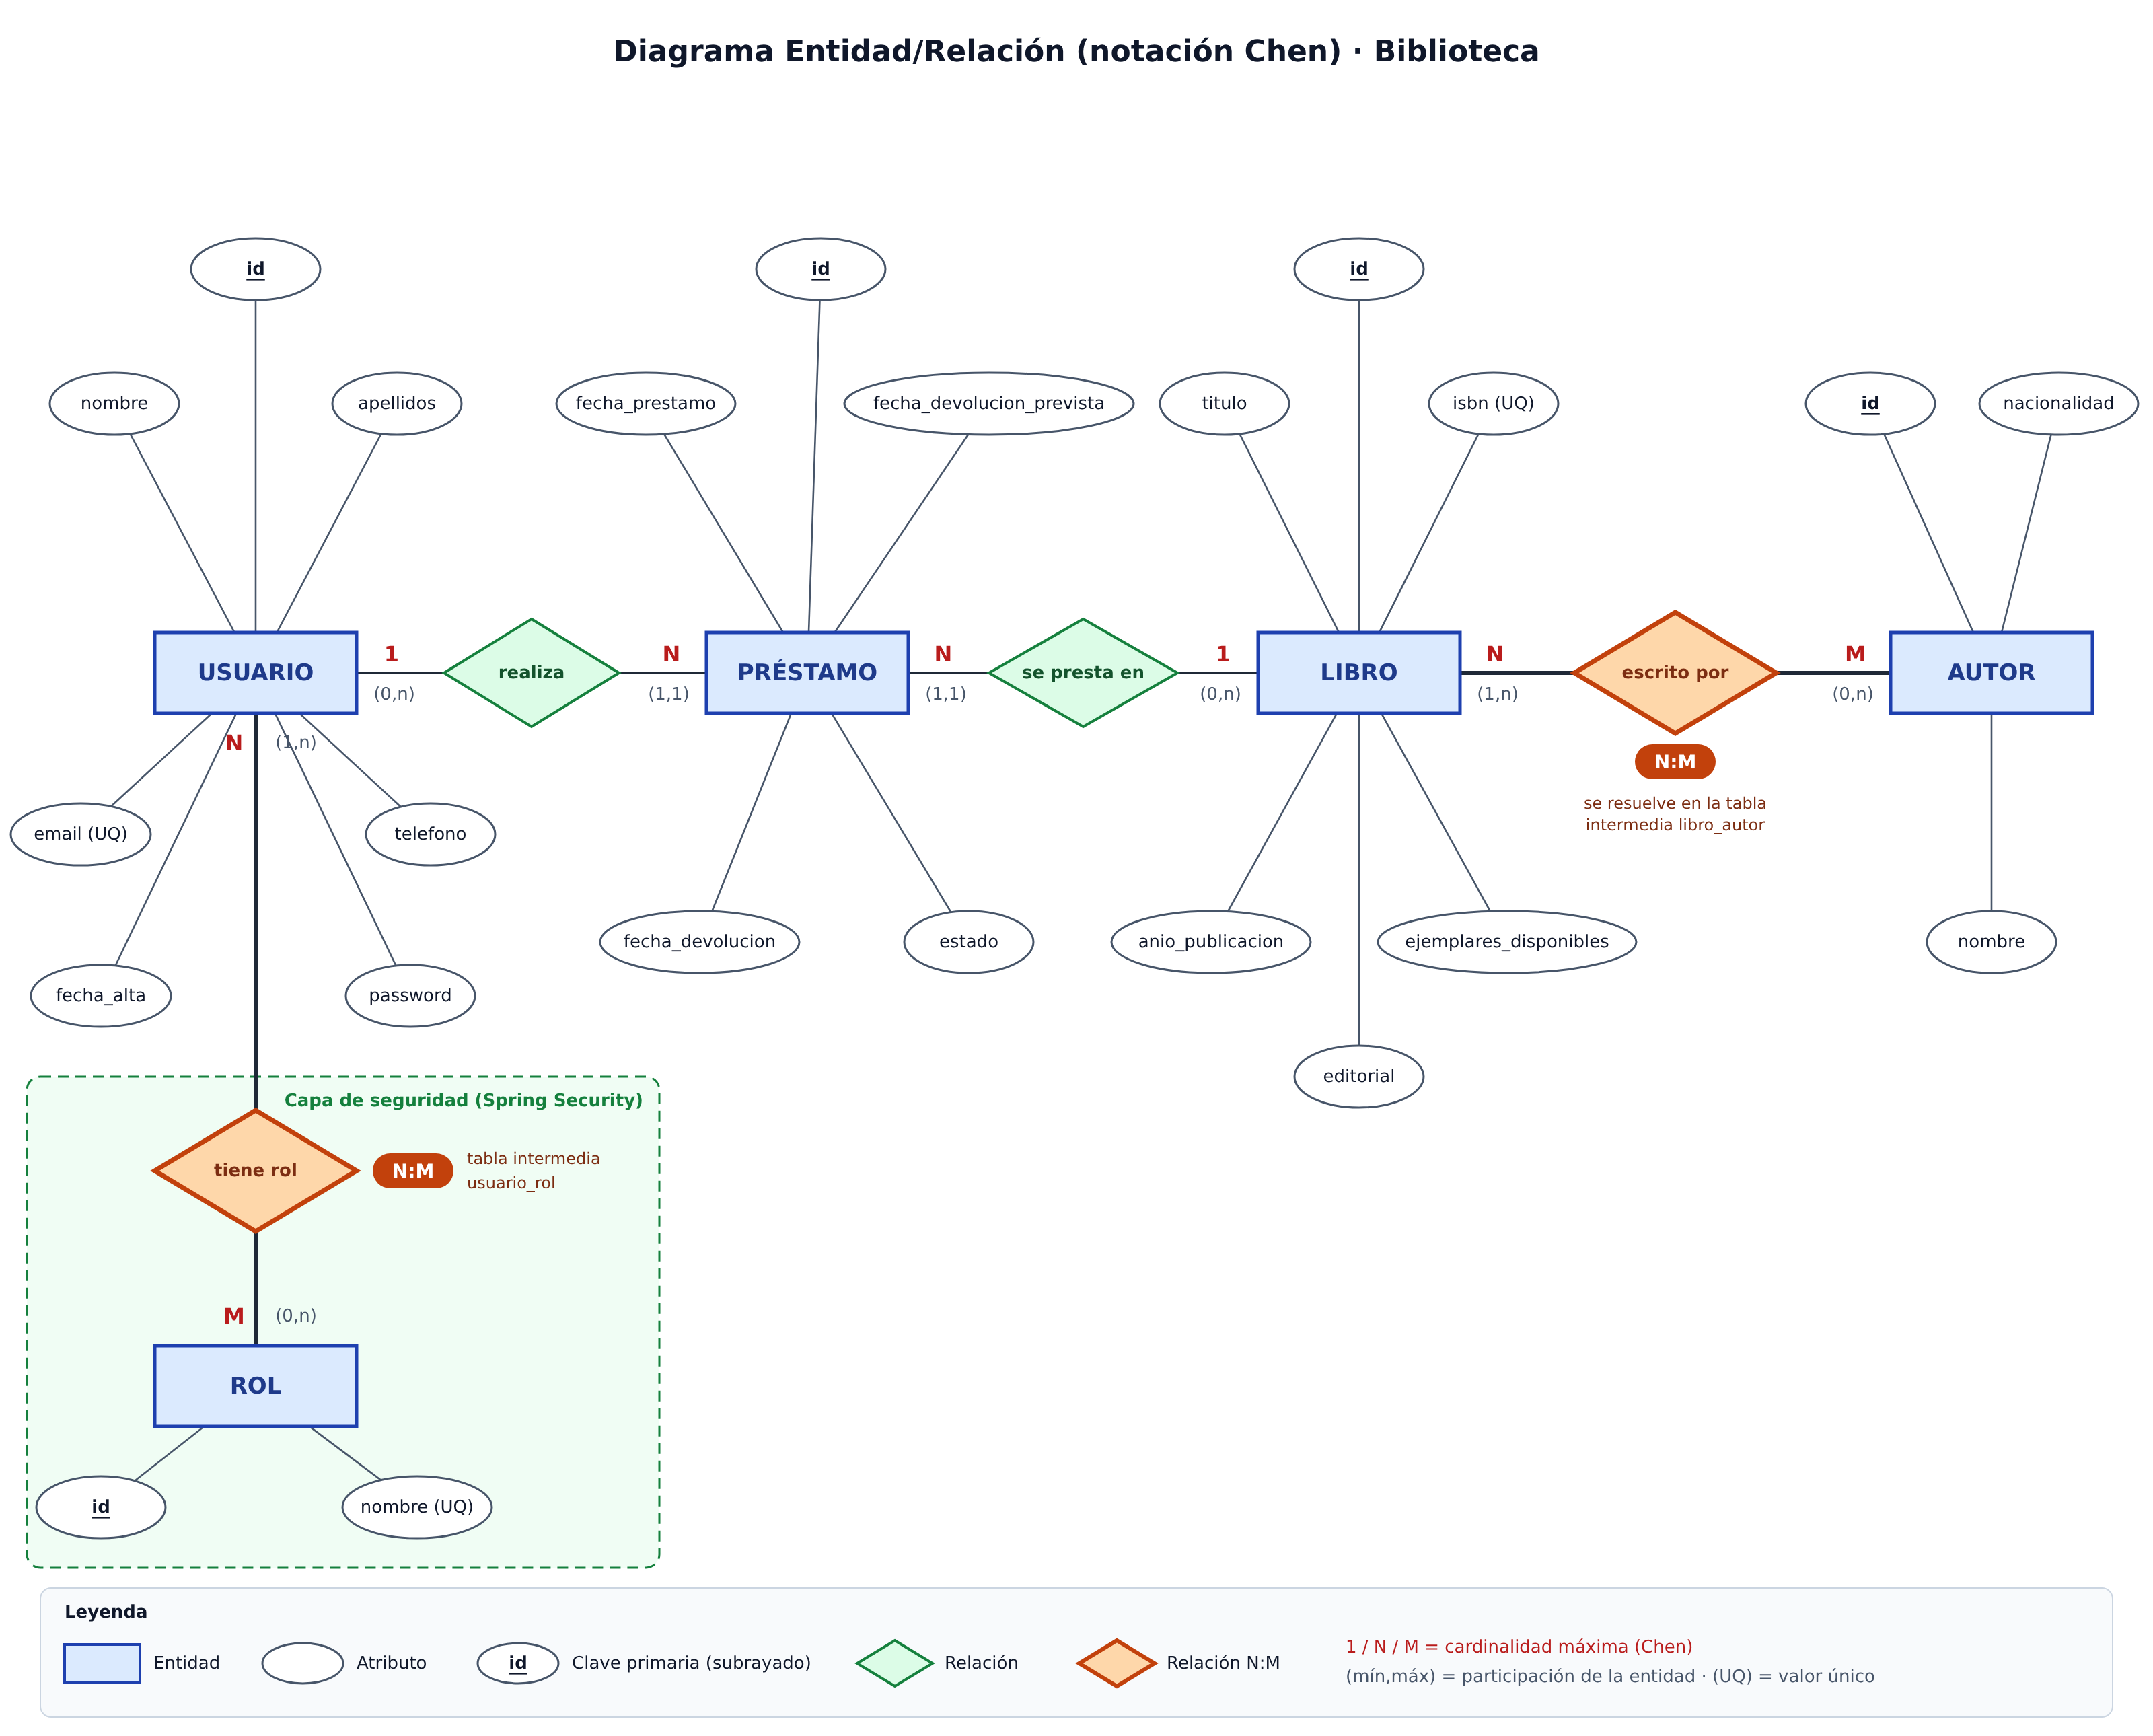 Diagrama Entidad/Relación (notación Chen) · Biblioteca
id
id
id
nombre
apellidos
fecha_prestamo
fecha_devolucion_prevista
titulo
isbn (UQ)
id
nacionalidad
USUARIO
1
(0,n)
realiza
N
(1,1)
PRÉSTAMO
N
(1,1)
se presta en
1
(0,n)
LIBRO
N
(1,n)
escrito por
M
(0,n)
AUTOR
N
(1,n)
N:M
se resuelve en la tabla
intermedia libro_autor
email (UQ)
telefono
fecha_devolucion
estado
anio_publicacion
ejemplares_disponibles
nombre
fecha_alta
password
editorial
Capa de seguridad (Spring Security)
tiene rol
N:M
tabla intermedia
usuario_rol
M
(0,n)
ROL
id
nombre (UQ)
Leyenda
Entidad
Atributo
id
Clave primaria (subrayado)
Relación
Relación N:M
1 / N / M = cardinalidad máxima (Chen)
(mín,máx) = participación de la entidad · (UQ) = valor único